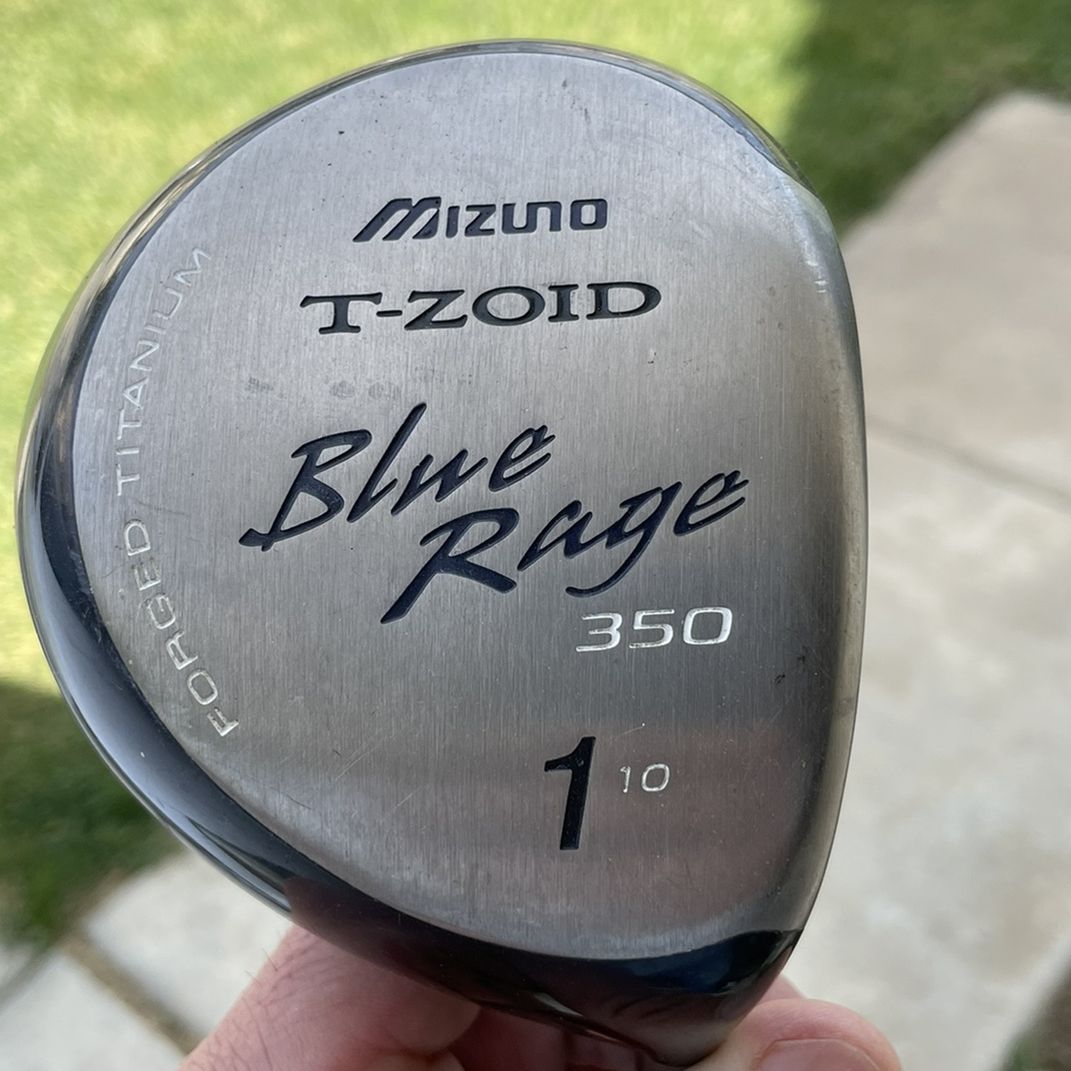 MIZUNO
T-ZOID
Blue
Rage
350
1 10
FORGED TITANIUM